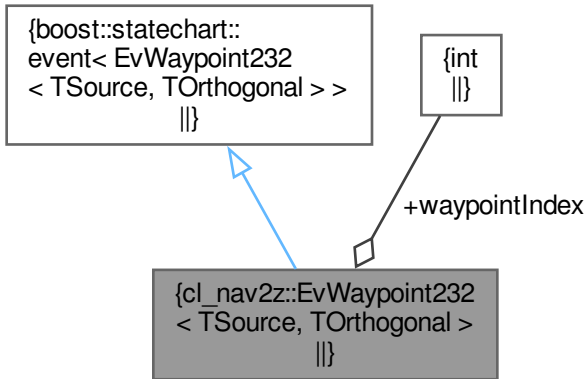 {boost::statechart::
event< EvWaypoint232
< TSource, TOrthogonal > >
||}
{int
||}
+waypointIndex
{cl_nav2z::EvWaypoint232
< TSource, TOrthogonal >
||}